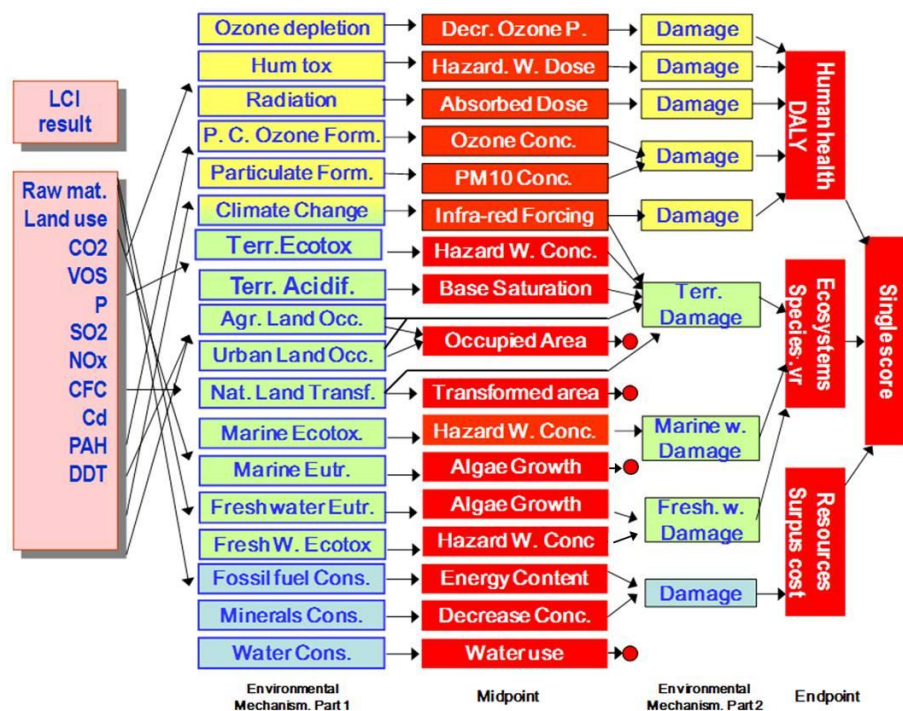 LCI
result
Raw mat.
Land use
CO2
VOS
P
SO2
NOx
CFC
Cd
PAH
DDT
Ozone depletion
Hum tox
Radiation
P. C. Ozone Form.
Particulate Form.
Climate Change
Terr.Ecotox
Terr. Acidif.
Agr. Land Occ.
Urban Land Occ.
Nat. Land Transf.
Marine Ecotox.
Marine Eutr.
Freshwater Eutr.
Fresh W. Ecotox
Fossil fuel Cons.
Minerals Cons.
Water Cons.
Environmental
Mechanism, Part 1
Decr. Ozone P.
Hazard. W. Dose
Absorbed Dose
Ozone Conc.
PM10 Conc.
Infra-red Forcing
Hazard W. Conc.
Base Saturation
Occupied Area
Transformed area
Hazard W. Conc.
Algae Growth
Algae Growth
Hazard W. Conc
Energy Content
Decrease Conc.
Water use
Midpoint
Damage
Damage
Damage
Damage
Damage
Terr.
Damage
Marine w.
Damage
Fresh. w.
Damage
Damage
Environmental
Mechanism, Part 2
Human health
DALY
Ecosystems
Species .yr
Resources
Surpus cost
Endpoint
Single score